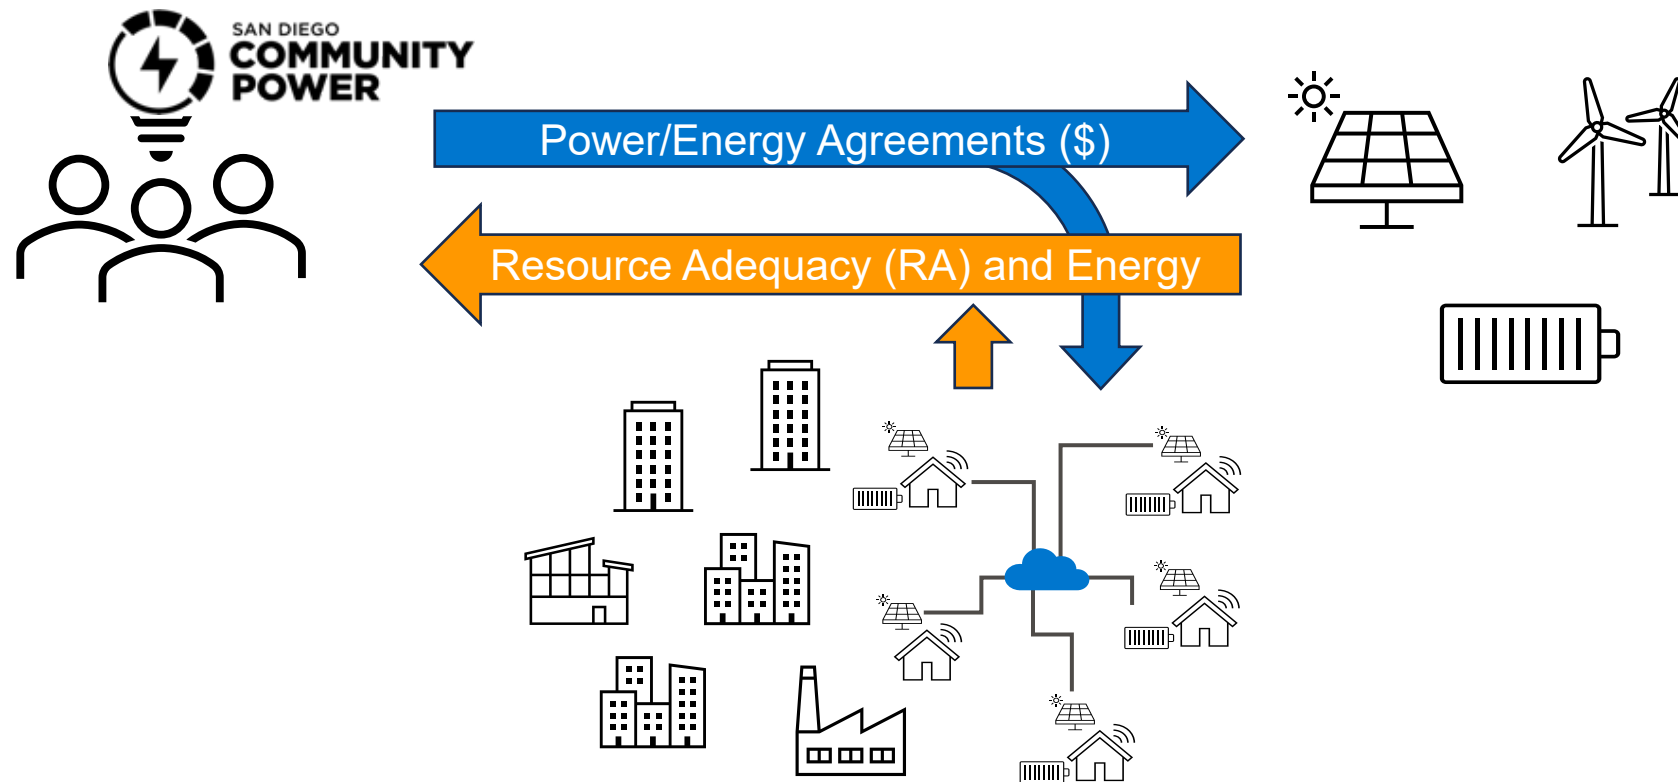 SAN DIEGO
COMMUNITY
POWER
Power/Energy Agreements ($)
Resource Adequacy (RA) and Energy